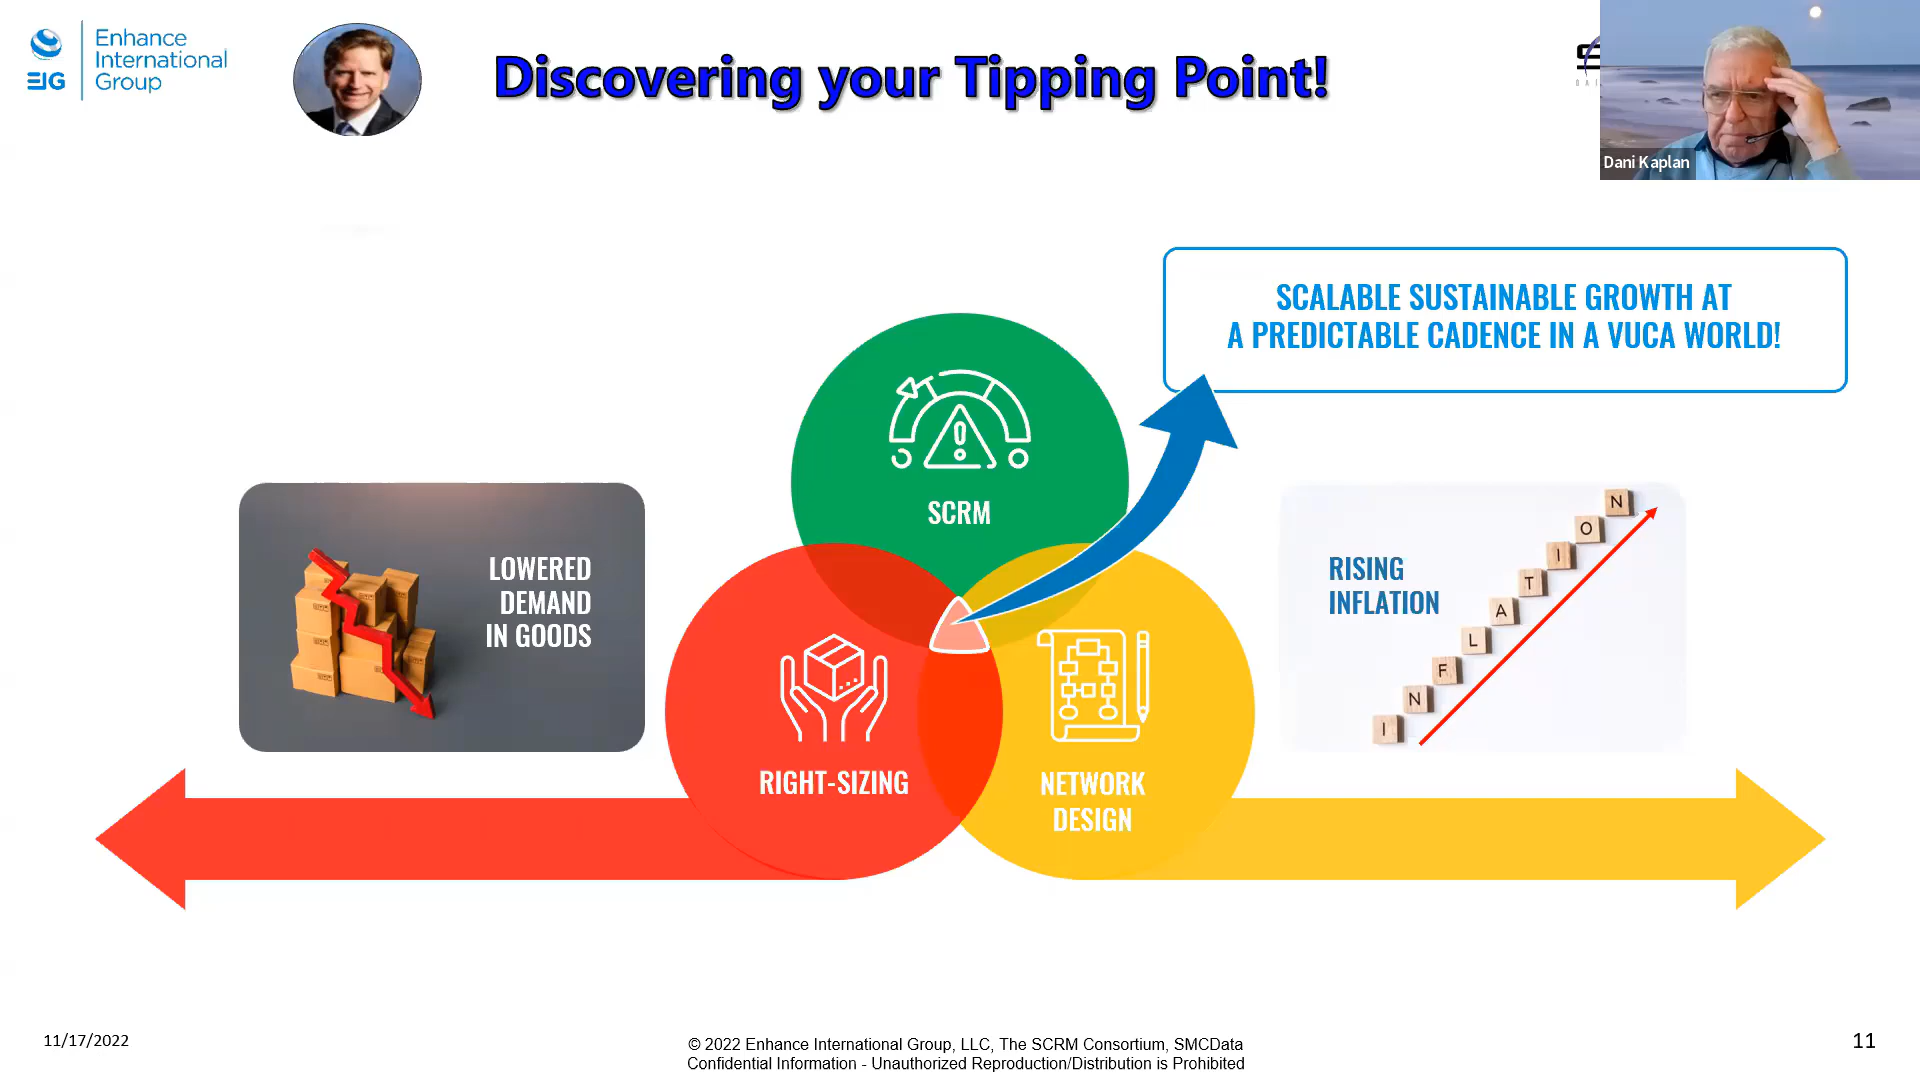 EIG
Enhance
International
Group
Discovering your Tipping Point!
Dani Kaplan
SCALABLE SUSTAINABLE GROWTH AT
A PREDICTABLE CADENCE IN A VUCA WORLD!
SCRM
LOWERED
DEMAND
IN GOODS
RISING
INFLATION
I N F L A T I O N
RIGHT-SIZING
NETWORK
DESIGN
11/17/2022
© 2022 Enhance International Group, LLC, The SCRM Consortium, SMCData
Confidential Information - Unauthorized Reproduction/Distribution is Prohibited
11